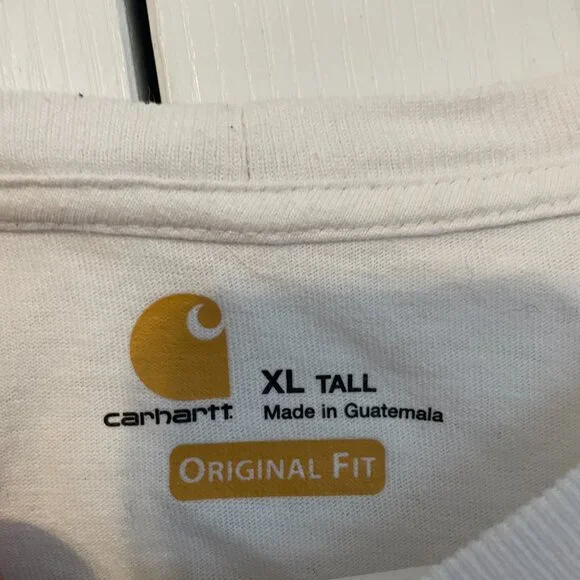 XL TALL
carhartt
Made in Guatemala
ORIGINAL FIT